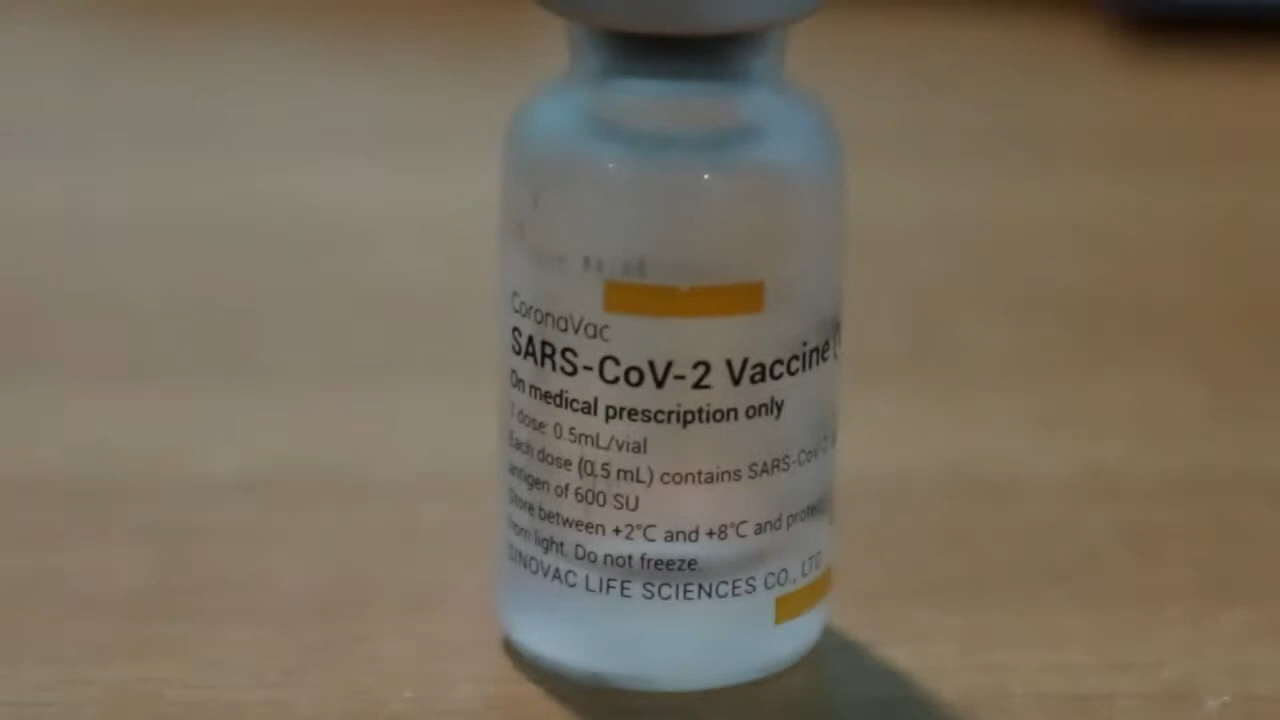 CoronaVac
SARS-CoV-2 Vaccine (
On medical prescription only
1 dose: 0.5mL/vial
Each dose (0.5 mL) contains SARS-CoV-2
antigen of 600 SU
Store between +2°C and +8°C and protect
from light. Do not freeze.
SINOVAC LIFE SCIENCES CO., LTD.